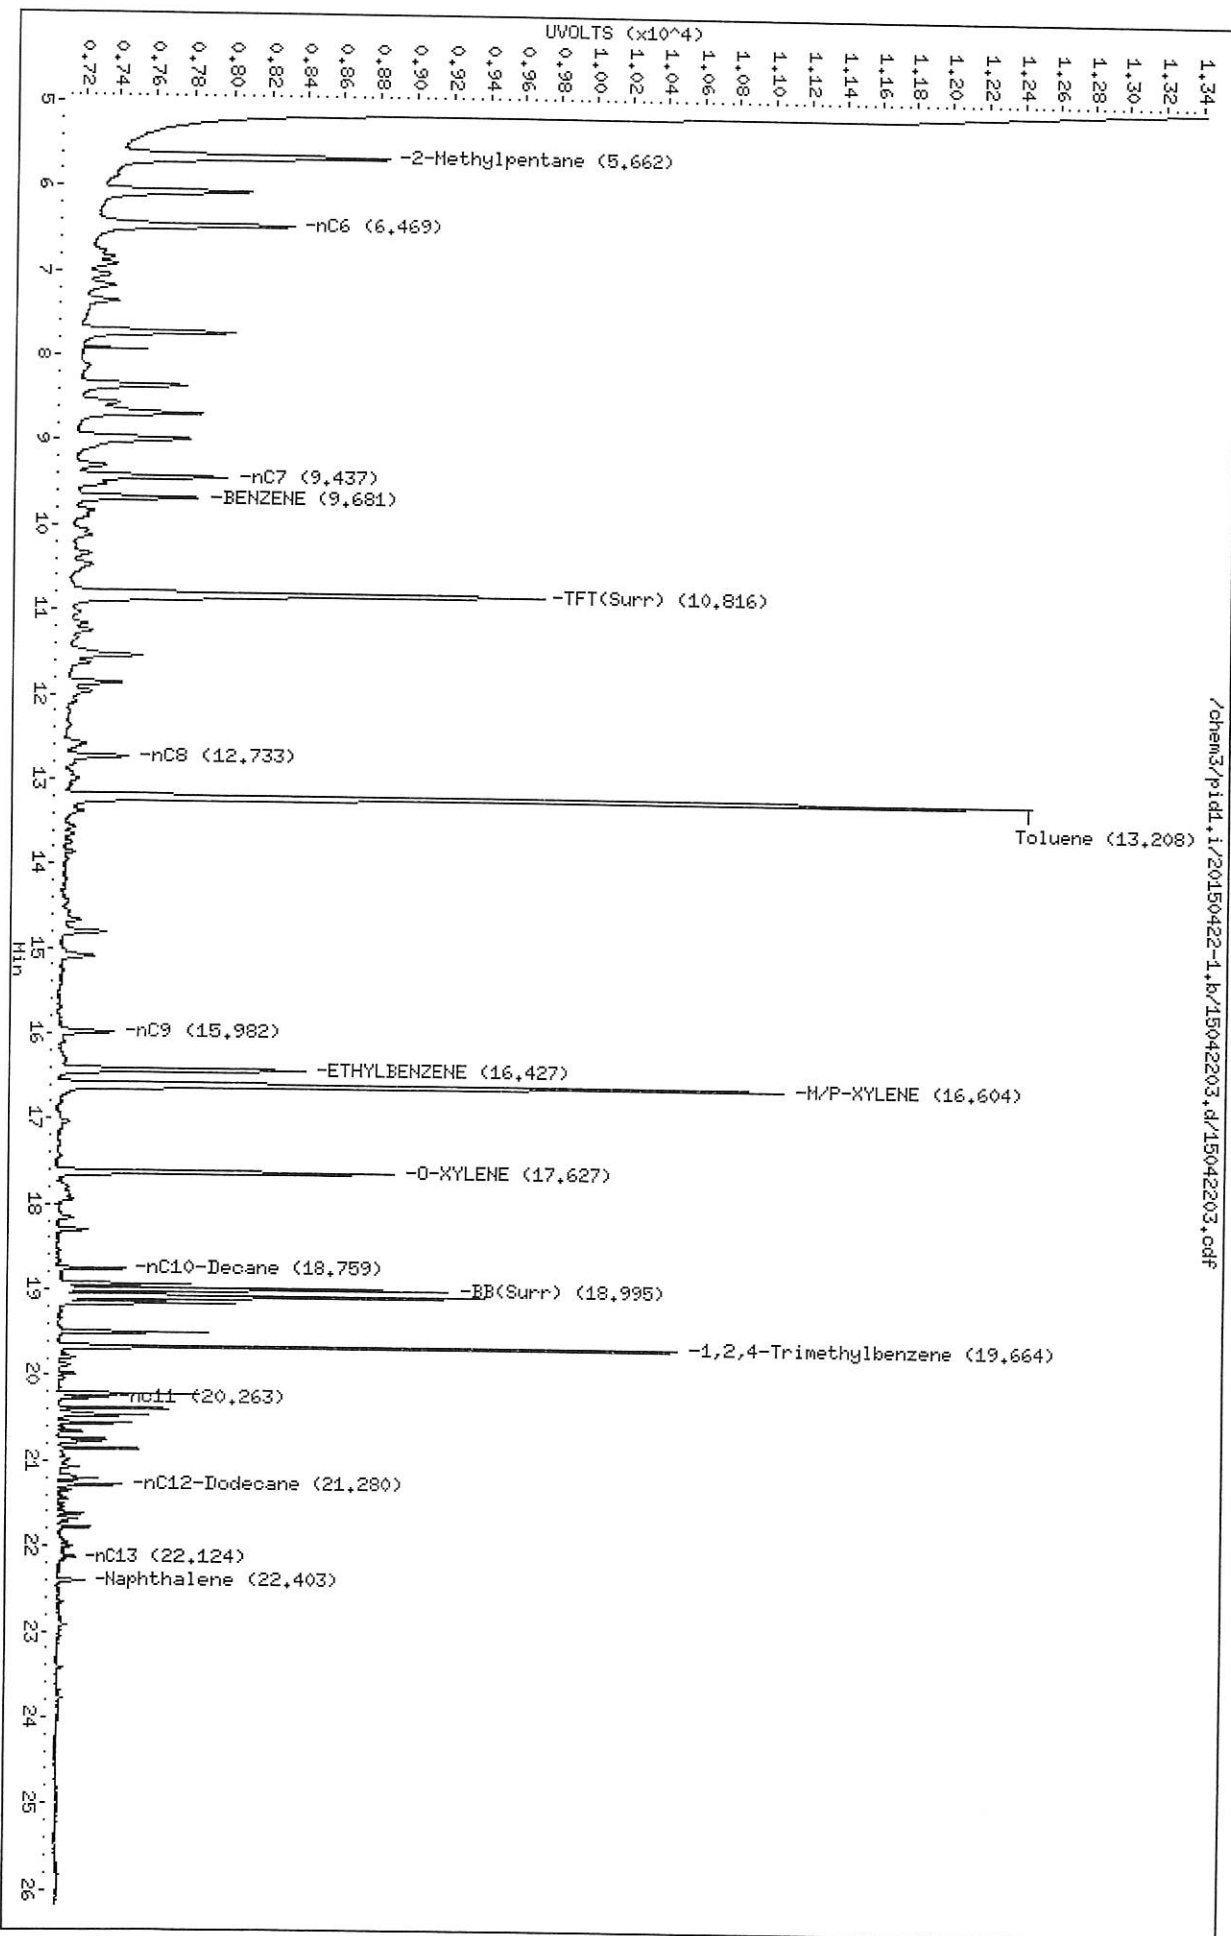 /chem3/pid1.i/20150422-1.b/15042203.d/15042203.cdf
UVOLTS (x10^4)
1.34
1.32
1.30
1.28
1.26
1.24
1.22
1.20
1.18
1.16
1.14
1.12
1.10
1.08
1.06
1.04
1.02
1.00
0.98
0.96
0.94
0.92
0.90
0.88
0.86
0.84
0.82
0.80
0.78
0.76
0.74
0.72
-2-Methylpentane (5.662)
-nC6 (6.469)
-nC7 (9.437)
-BENZENE (9.681)
-TFT(Surr) (10.816)
-nC8 (12.733)
Toluene (13.208)
-nC9 (15.982)
-ETHYLBENZENE (16.427)
-M/P-XYLENE (16.604)
-O-XYLENE (17.627)
-nC10-Decane (18.759)
-BB(Surr) (18.995)
-1,2,4-Trimethylbenzene (19.664)
nC11 (20.263)
-nC12-Dodecane (21.280)
-nC13 (22.124)
-Naphthalene (22.403)
5 6 7 8 9 10 11 12 13 14 15 16 17 18 19 20 21 22 23 24 25 26
Min